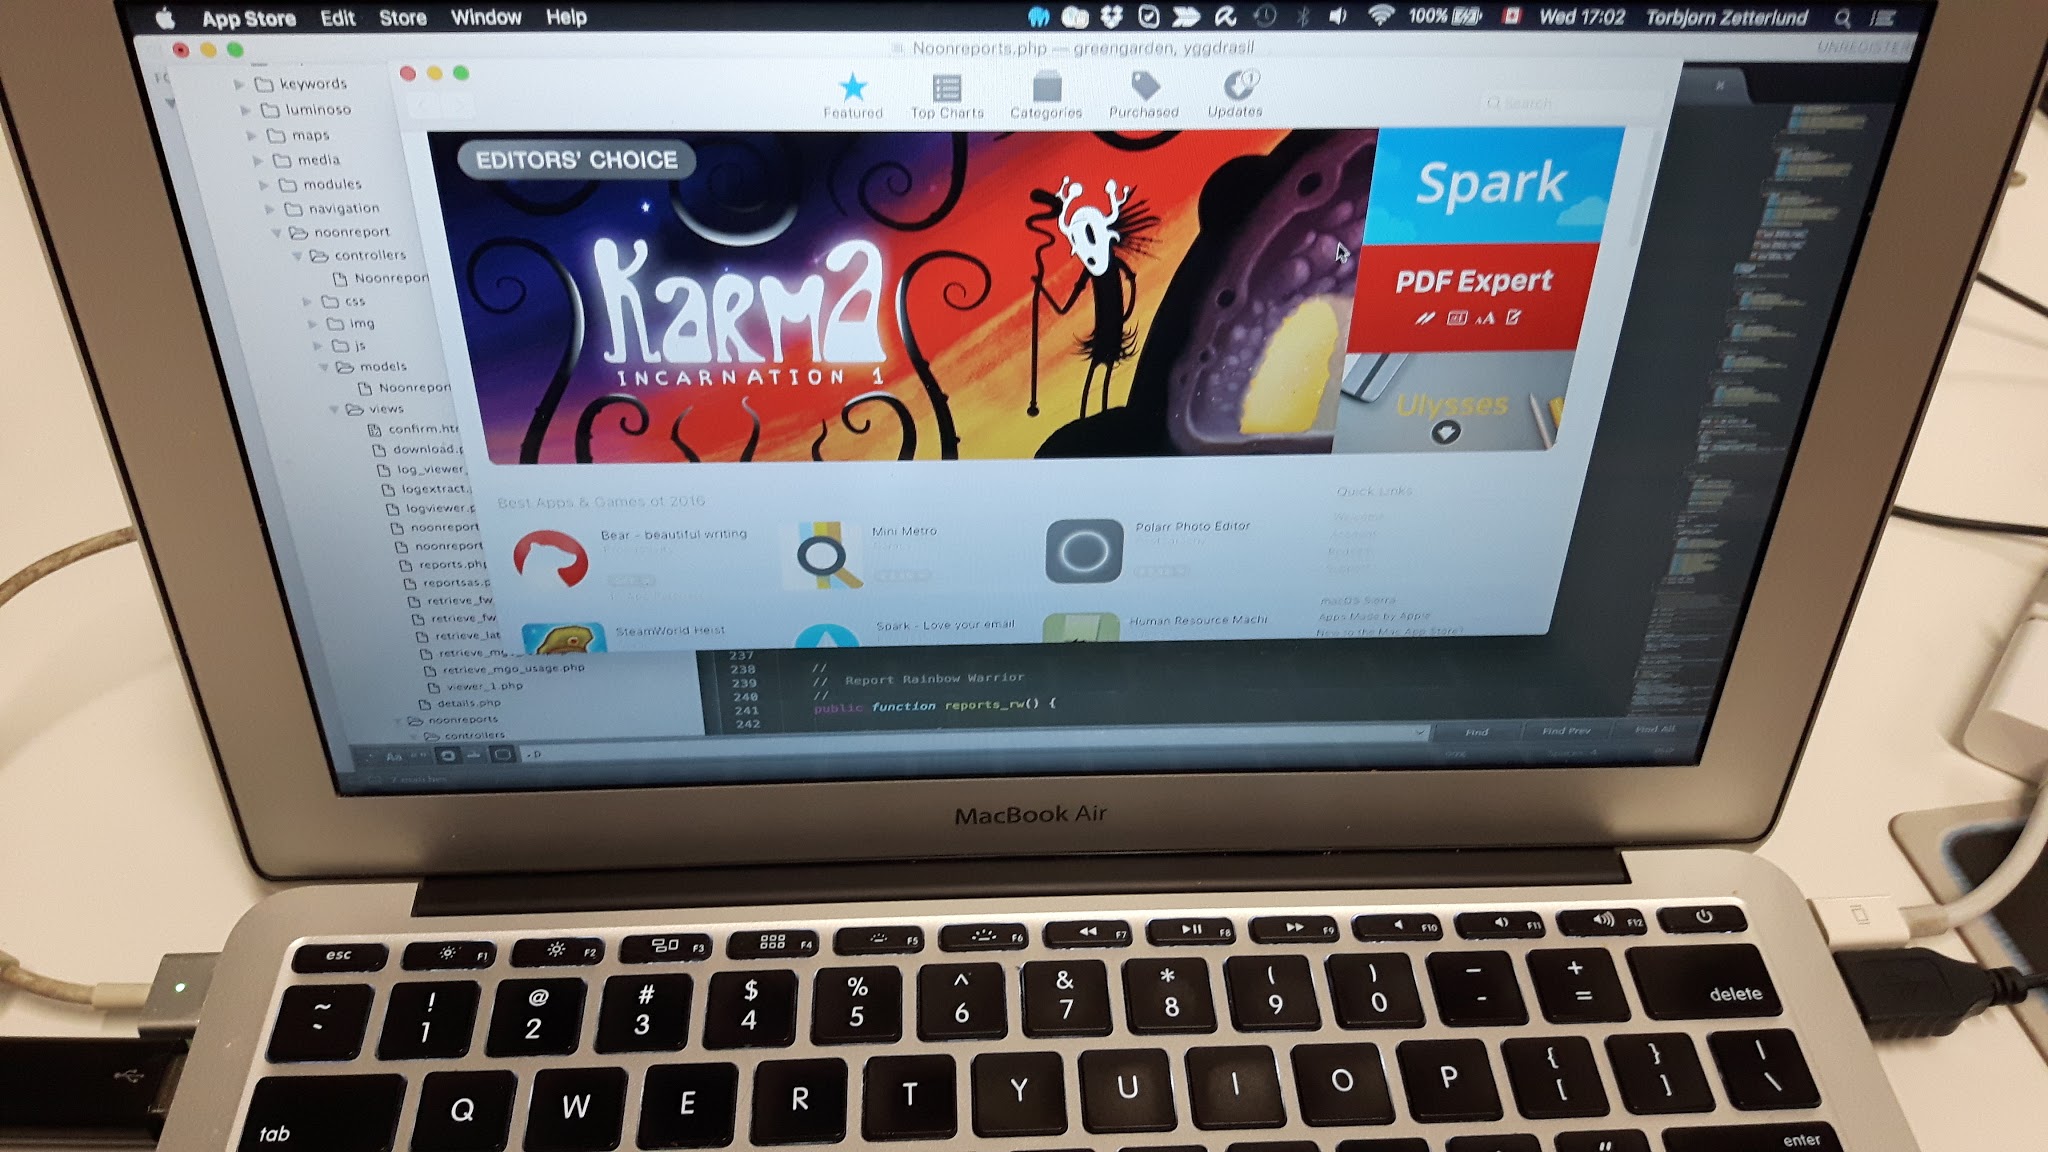 App Store Edit Store Window Help 100% Wed 17:02 Torbjorn Zetterlund
Noonreports.php — greengarden, yggdrasil
UNREGISTER
keywords
luminoso
maps
media
modules
navigation
noonreport
controllers
Noonrepor
css
img
js
models
Noonrepor
views
confirm.htr
download.p
log_viewer_
logextract.
logviewer.p
noonreport
noonreport
reports.php
reportsas.p
retrieve_fw
retrieve_fw
retrieve_lat
retrieve_mgo_usage.php
viewer_1.php
details.php
noonreports
controllers
Featured Top Charts Categories Purchased Updates
1
Search
EDITORS' CHOICE
KARMA
INCARNATION 1
Spark
PDF Expert
Ulysses
Best Apps & Games of 2016
Quick Links
Bear - beautiful writing
Mini Metro
Polarr Photo Editor
Welcome
Account
Redeem
Support
SteamWorld Heist
Spark - Love your email
Human Resource Machi
macOS Sierra
Apps Made by Apple
New to the Mac App Store?
237
238 //
239 // Report Rainbow Warrior
240 //
241 public function reports_rw() {
242
Aa "" Find Find Prev Find All
7 matches
MacBook Air
esc F1 F2 F3 F4 F5 F6 F7 F8 F9 F10 F11 F12
~ ! @ # $ % ^ & * ( ) — +
1 2 3 4 5 6 7 8 9 0 - = delete
tab Q W E R T Y U I O P { [ } ] | \
" enter